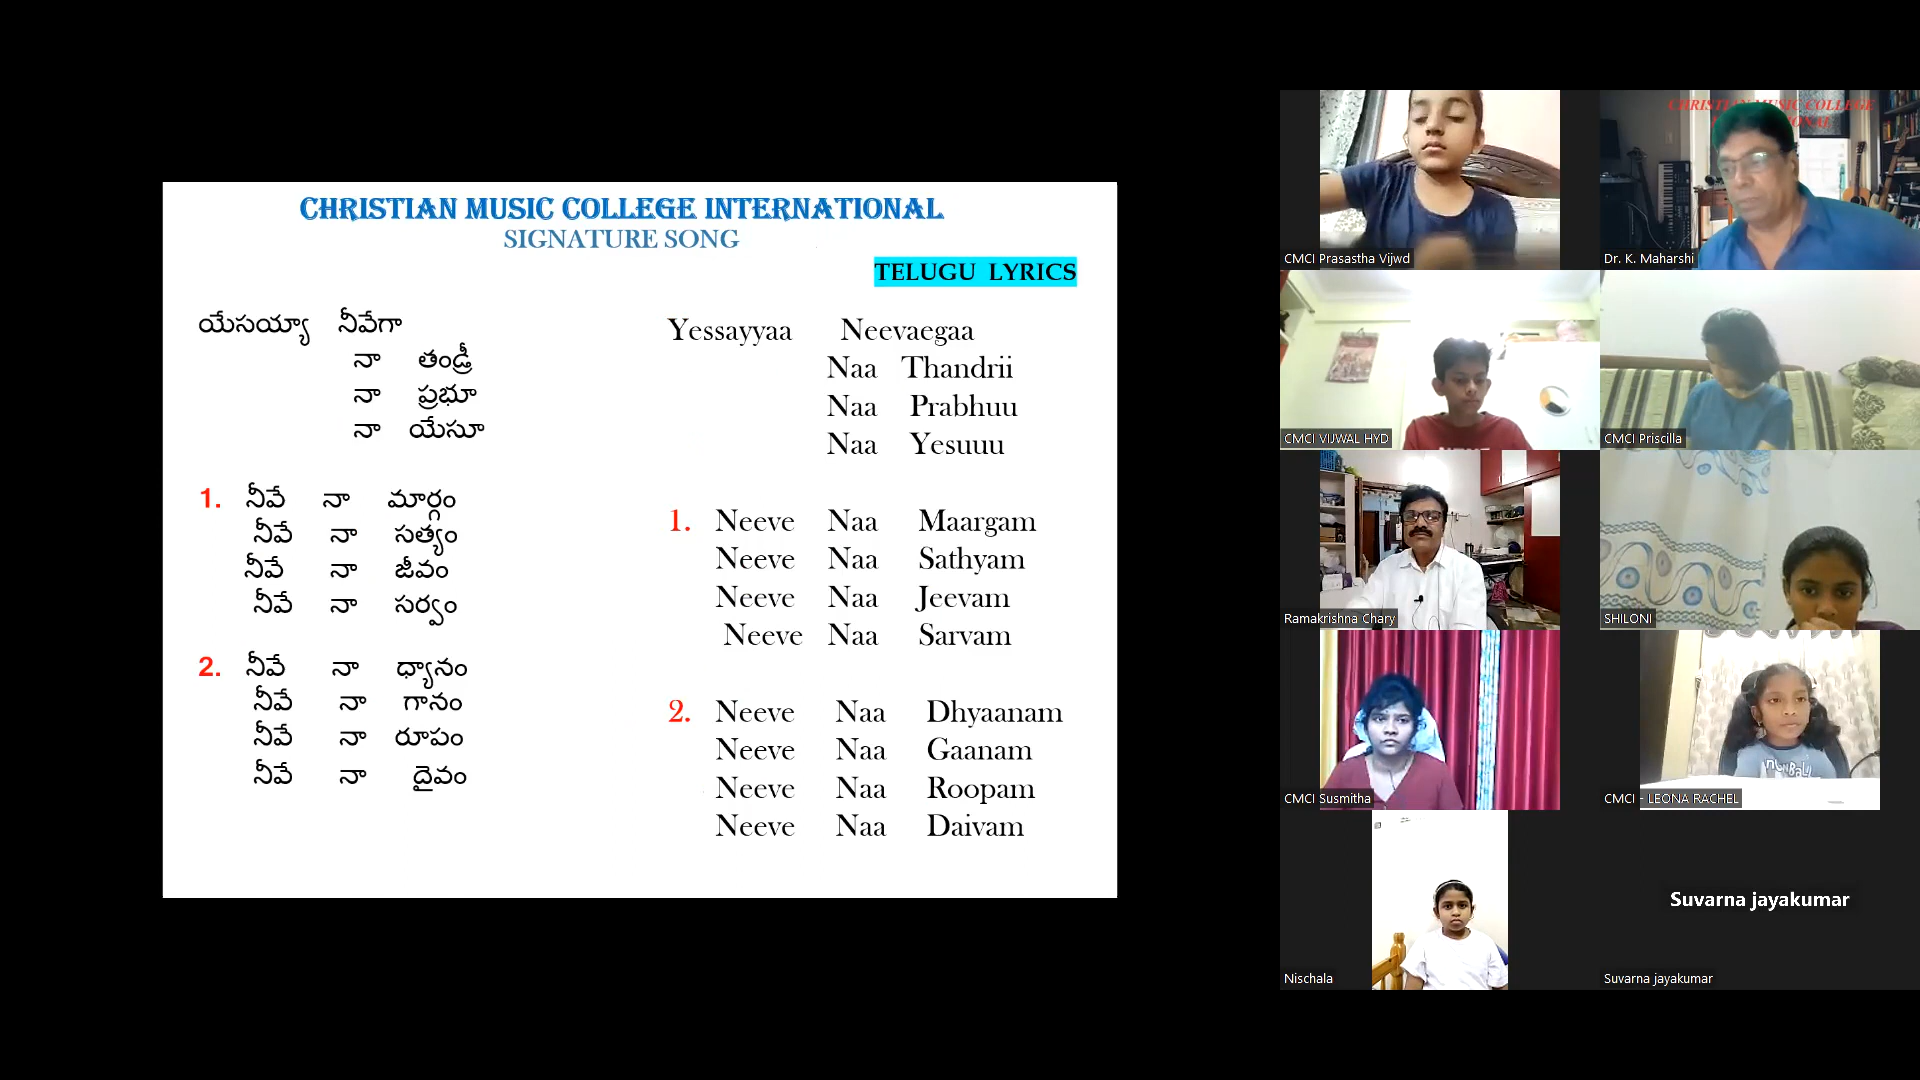 CHRISTIAN MUSIC COLLEGE INTERNATIONAL
SIGNATURE SONG
TELUGU LYRICS
యేసయ్యా నీవేగా
నా తండ్రీ
నా ప్రభూ
నా యేసూ
1. నీవే నా మార్గం
నీవే నా సత్యం
నీవే నా జీవం
నీవే నా సర్వం
2. నీవే నా ధ్యానం
నీవే నా గానం
నీవే నా రూపం
నీవే నా దైవం
Yessayyaa Neevaegaa
Naa Thandrii
Naa Prabhuu
Naa Yesuuu
1. Neeve Naa Maargam
Neeve Naa Sathyam
Neeve Naa Jeevam
Neeve Naa Sarvam
2. Neeve Naa Dhyaanam
Neeve Naa Gaanam
Neeve Naa Roopam
Neeve Naa Daivam
CMCI Prasastha Vijwd
CHRISTIAN MUSIC COLLEGE
Dr. K. Maharshi
CMCI VIJWAL HYD
CMCI Priscilla
Ramakrishna Chary
SHILONI
CMCI Susmitha
CMCI - LEONA RACHEL
Nischala
Suvarna jayakumar
Suvarna jayakumar